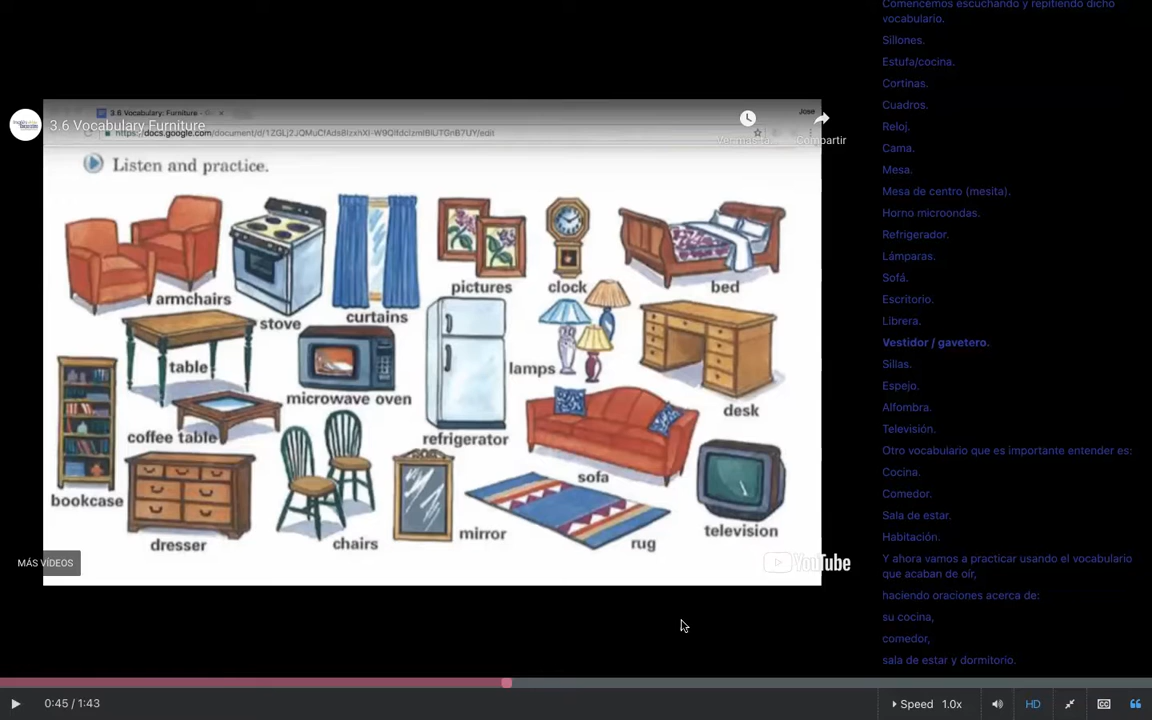 Comencemos escuchando y repitiendo dicho
vocabulario.
Sillones.
Estufa/cocina.
Cortinas.
Cuadros.
Reloj.
Cama.
Mesa.
Mesa de centro (mesita).
Horno microondas.
Refrigerador.
Lámparas.
Sofá.
Escritorio.
Librera.
Vestidor / gavetero.
Sillas.
Espejo.
Alfombra.
Televisión.
Otro vocabulario que es importante entender es:
Cocina.
Comedor.
Sala de estar.
Habitación.
Y ahora vamos a practicar usando el vocabulario
que acaban de oír,
haciendo oraciones acerca de:
su cocina,
comedor,
sala de estar y dormitorio.
3.6 Vocabulary: Furniture - G
Jose
3.6 Vocabulary Furniture
Compartir
Listen and practice.
armchairs
stove
curtains
pictures
clock
bed
table
microwave oven
refrigerator
lamps
desk
coffee table
bookcase
dresser
chairs
mirror
sofa
rug
television
MÁS VÍDEOS
YouTube
0:45 / 1:43
Speed 1.0x
HD